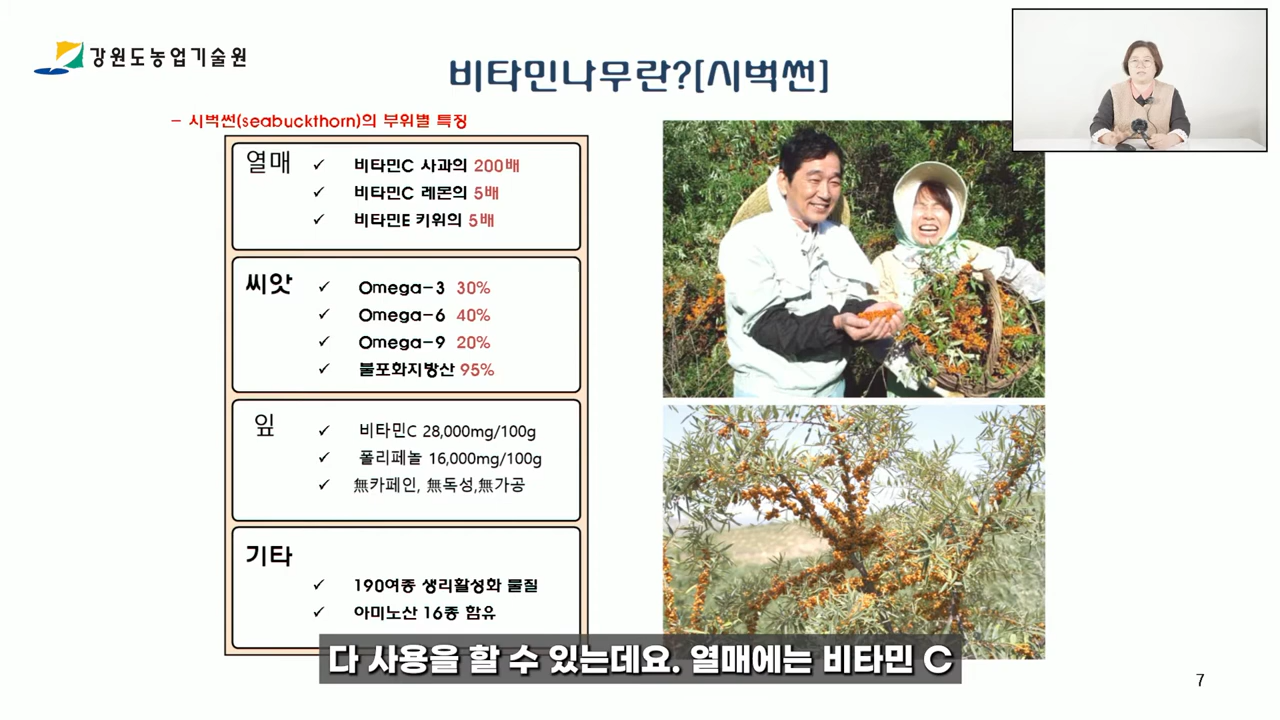 강원도농업기술원
비타민나무란?[시벅썬]
- 시벅썬(seabuckthorn)의 부위별 특징
열매
✓ 비타민C 사과의 200배
✓ 비타민C 레몬의 5배
✓ 비타민E 키위의 5배
씨앗
✓ Omega-3 30%
✓ Omega-6 40%
✓ Omega-9 20%
✓ 불포화지방산 95%
잎
✓ 비타민C 28,000mg/100g
✓ 폴리페놀 16,000mg/100g
✓ 無카페인, 無독성,無가공
기타
✓ 190여종 생리활성화 물질
✓ 아미노산 16종 함유
다 사용을 할 수 있는데요. 열매에는 비타민 C
7